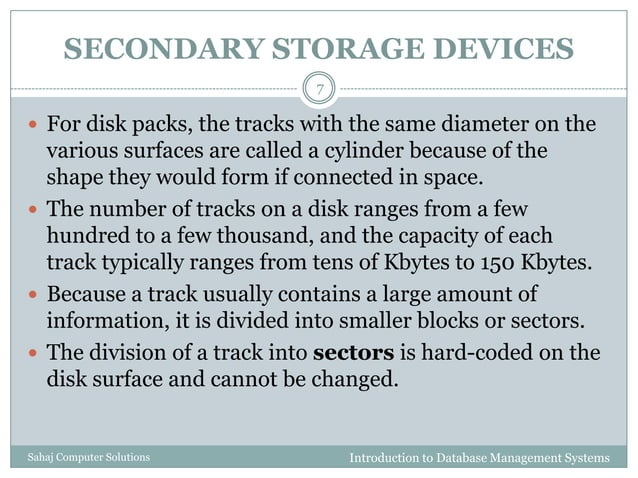 SECONDARY STORAGE DEVICES
7
• For disk packs, the tracks with the same diameter on the
various surfaces are called a cylinder because of the
shape they would form if connected in space.
• The number of tracks on a disk ranges from a few
hundred to a few thousand, and the capacity of each
track typically ranges from tens of Kbytes to 150 Kbytes.
• Because a track usually contains a large amount of
information, it is divided into smaller blocks or sectors.
• The division of a track into sectors is hard-coded on the
disk surface and cannot be changed.
Sahaj Computer Solutions
Introduction to Database Management Systems